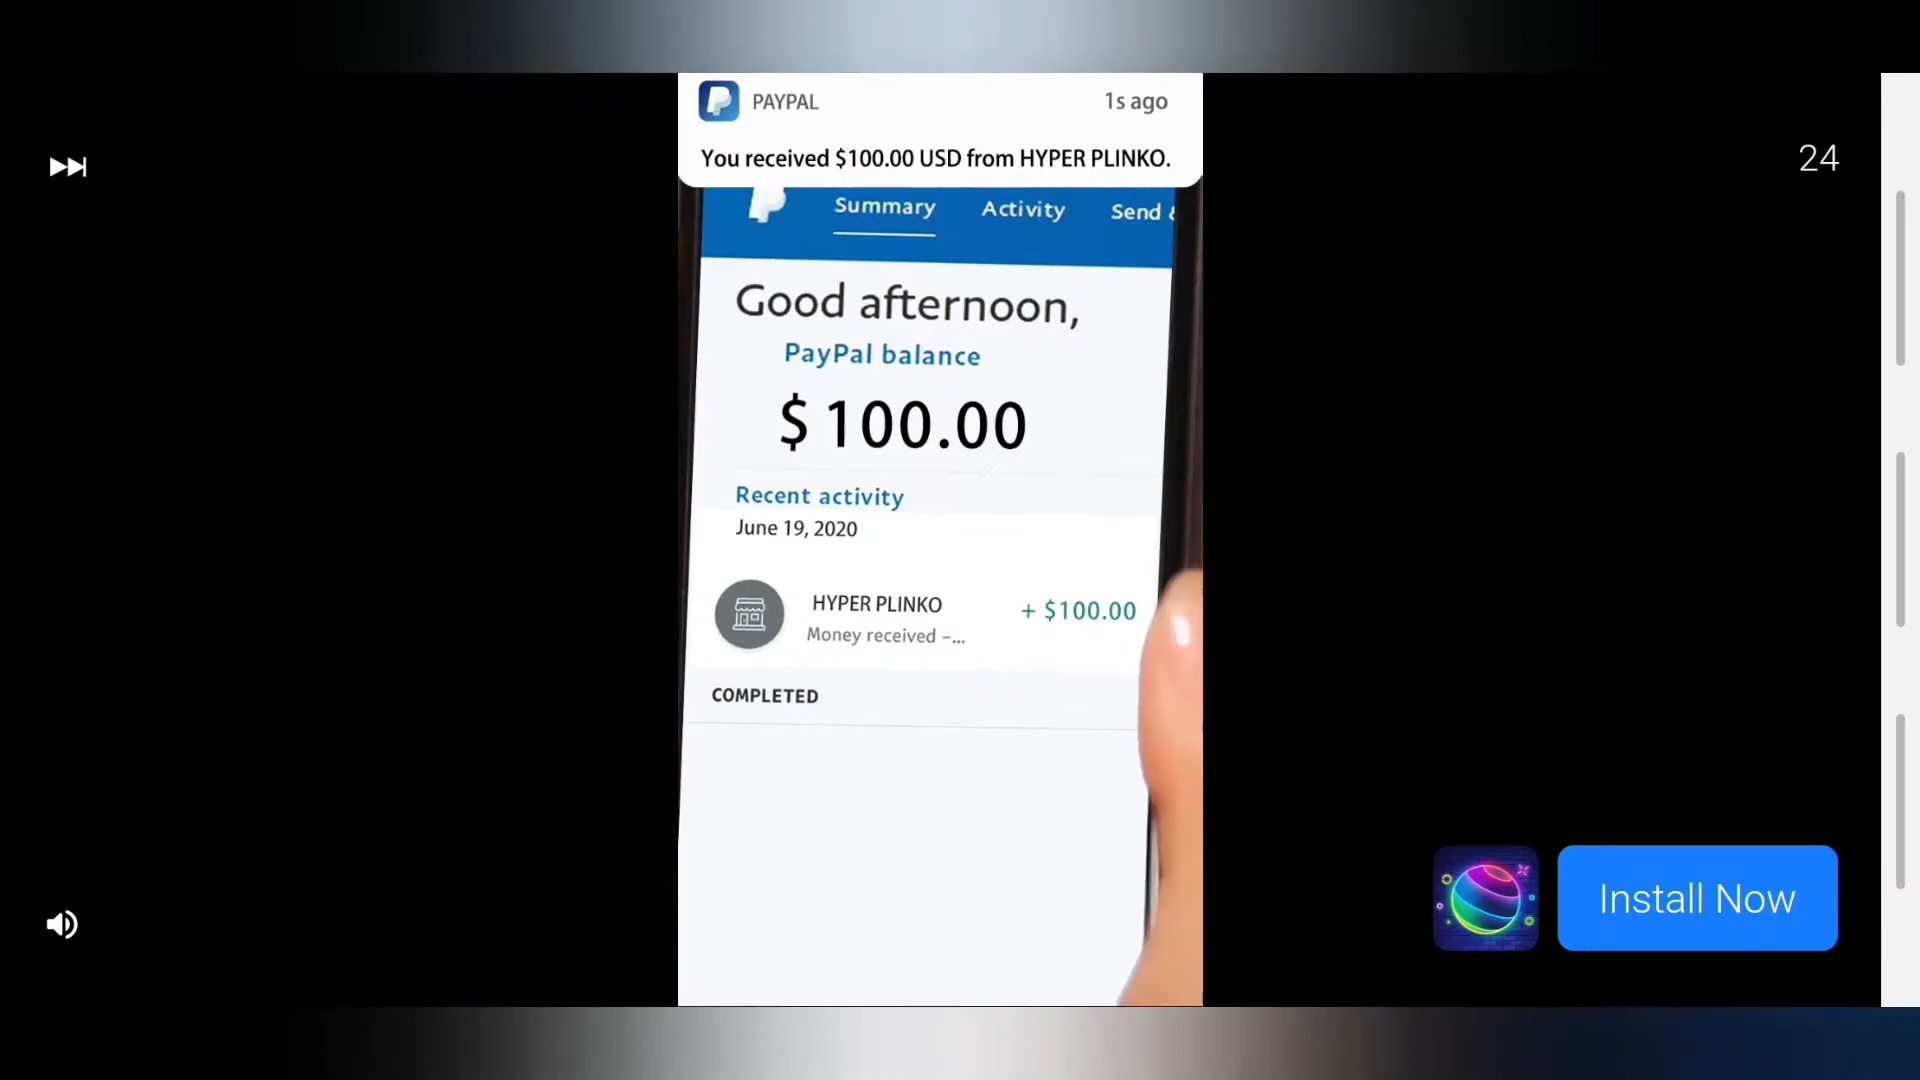 PAYPAL
1s ago
You received $100.00 USD from HYPER PLINKO.
Summary Activity Send
Good afternoon,
PayPal balance
$100.00
Recent activity
June 19, 2020
HYPER PLINKO
+ $100.00
Money received –...
COMPLETED
24
Install Now